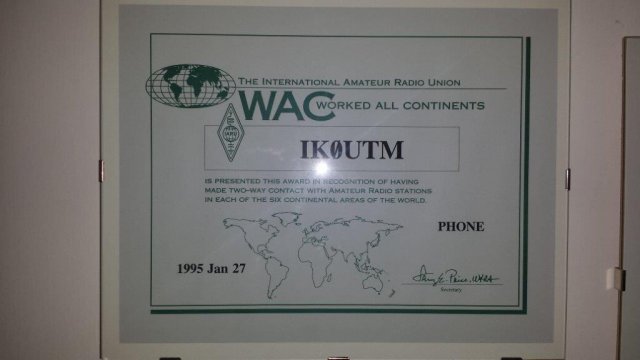 THE INTERNATIONAL AMATEUR RADIO UNION
WAC WORKED ALL CONTINENTS
IARU
IKØUTM
IS PRESENTED THIS AWARD IN RECOGNITION OF HAVING
MADE TWO-WAY CONTACT WITH AMATEUR RADIO STATIONS
IN EACH OF THE SIX CONTINENTAL AREAS OF THE WORLD.
PHONE
1995 Jan 27
Secretary